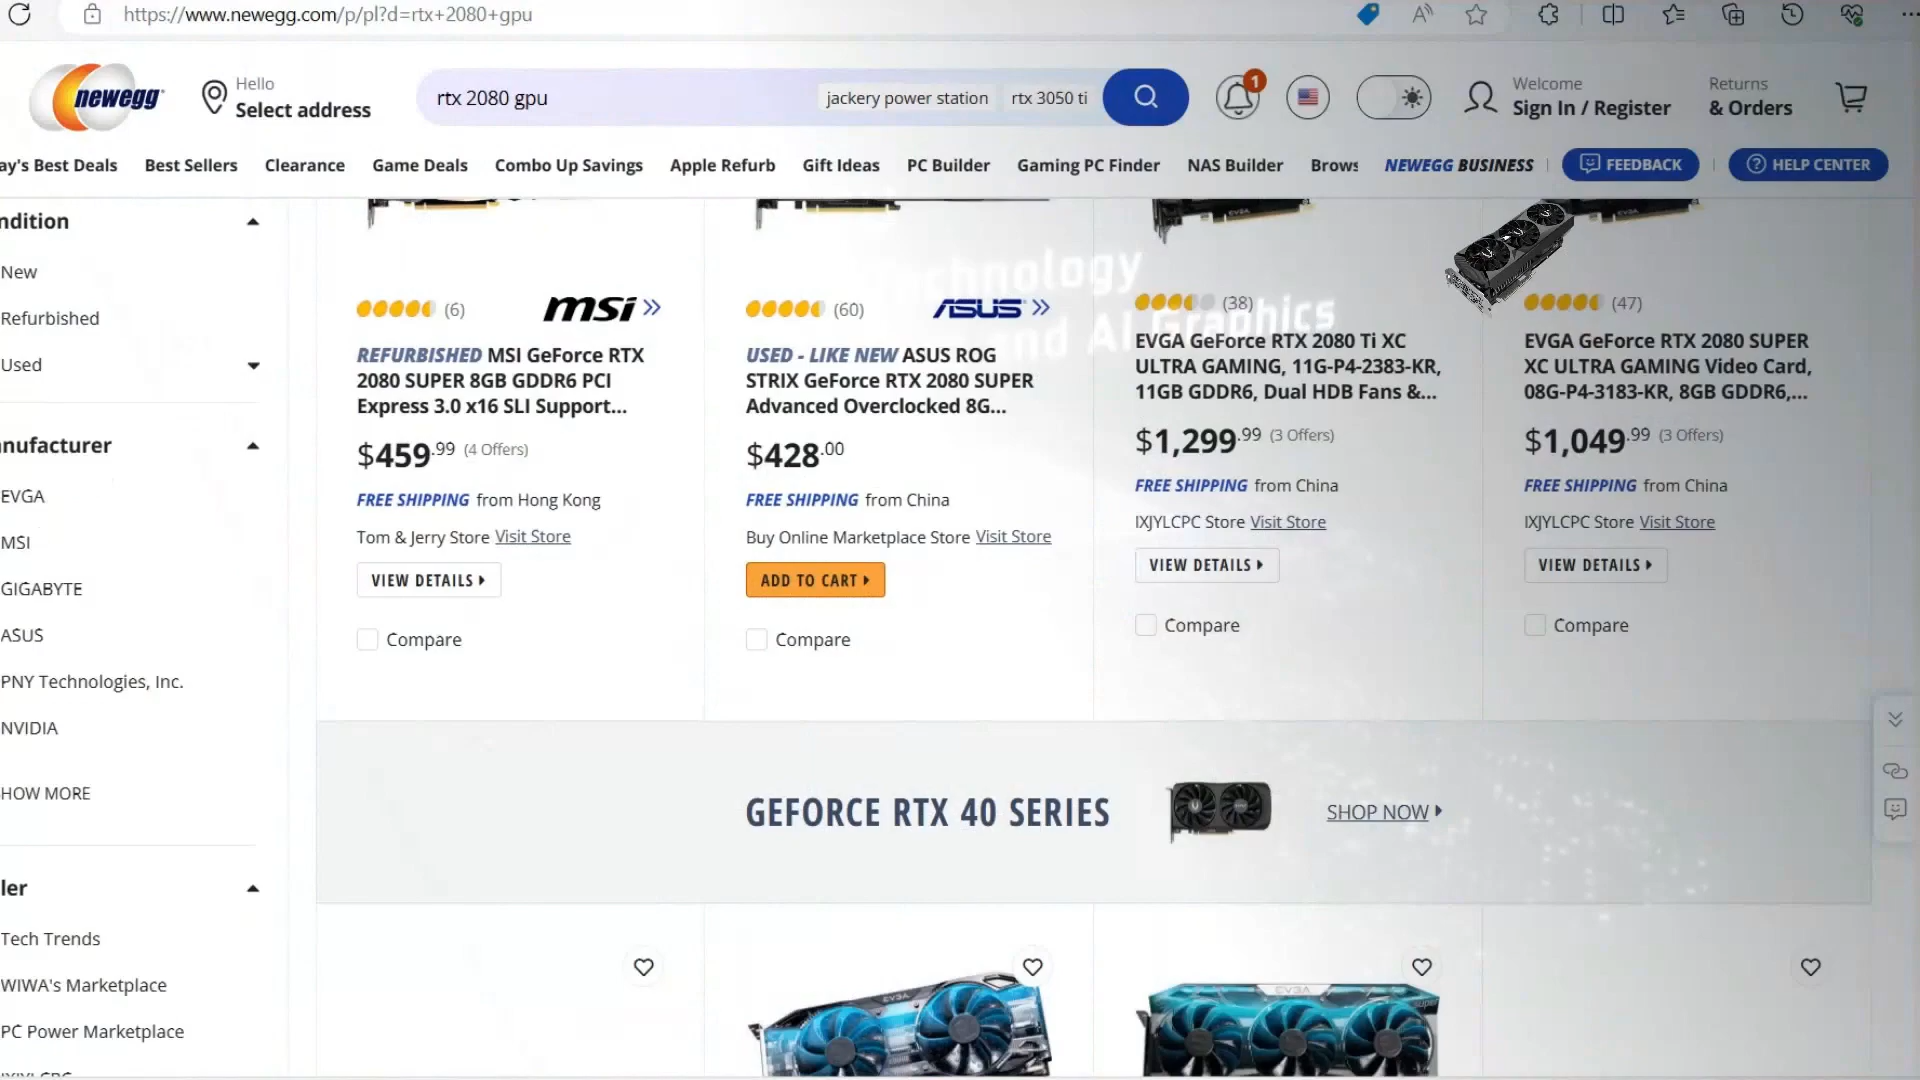 https://www.newegg.com/p/pl?d=rtx+2080+gpu
newegg
Hello
Select address
rtx 2080 gpu
jackery power station
rtx 3050 ti
1
Welcome
Sign In / Register
Returns
& Orders
ay's Best Deals
Best Sellers
Clearance
Game Deals
Combo Up Savings
Apple Refurb
Gift Ideas
PC Builder
Gaming PC Finder
NAS Builder
Brows
NEWEGG BUSINESS
FEEDBACK
HELP CENTER
ndition
New
Refurbished
Used
nufacturer
EVGA
MSI
GIGABYTE
ASUS
PNY Technologies, Inc.
NVIDIA
HOW MORE
ler
Tech Trends
WIWA's Marketplace
PC Power Marketplace
(6)
msi
REFURBISHED MSI GeForce RTX
2080 SUPER 8GB GDDR6 PCI
Express 3.0 x16 SLI Support...
$459.99 (4 Offers)
FREE SHIPPING from Hong Kong
Tom & Jerry Store Visit Store
VIEW DETAILS
Compare
(60)
ASUS
USED - LIKE NEW ASUS ROG
STRIX GeForce RTX 2080 SUPER
Advanced Overclocked 8G...
$428.00
FREE SHIPPING from China
Buy Online Marketplace Store Visit Store
ADD TO CART
Compare
Technology
and AI Graphics
(38)
EVGA GeForce RTX 2080 Ti XC
ULTRA GAMING, 11G-P4-2383-KR,
11GB GDDR6, Dual HDB Fans &...
$1,299.99 (3 Offers)
FREE SHIPPING from China
IXJYLCPC Store Visit Store
VIEW DETAILS
Compare
(47)
EVGA GeForce RTX 2080 SUPER
XC ULTRA GAMING Video Card,
08G-P4-3183-KR, 8GB GDDR6,...
$1,049.99 (3 Offers)
FREE SHIPPING from China
IXJYLCPC Store Visit Store
VIEW DETAILS
Compare
GEFORCE RTX 40 SERIES
SHOP NOW
EVGA
EVGA